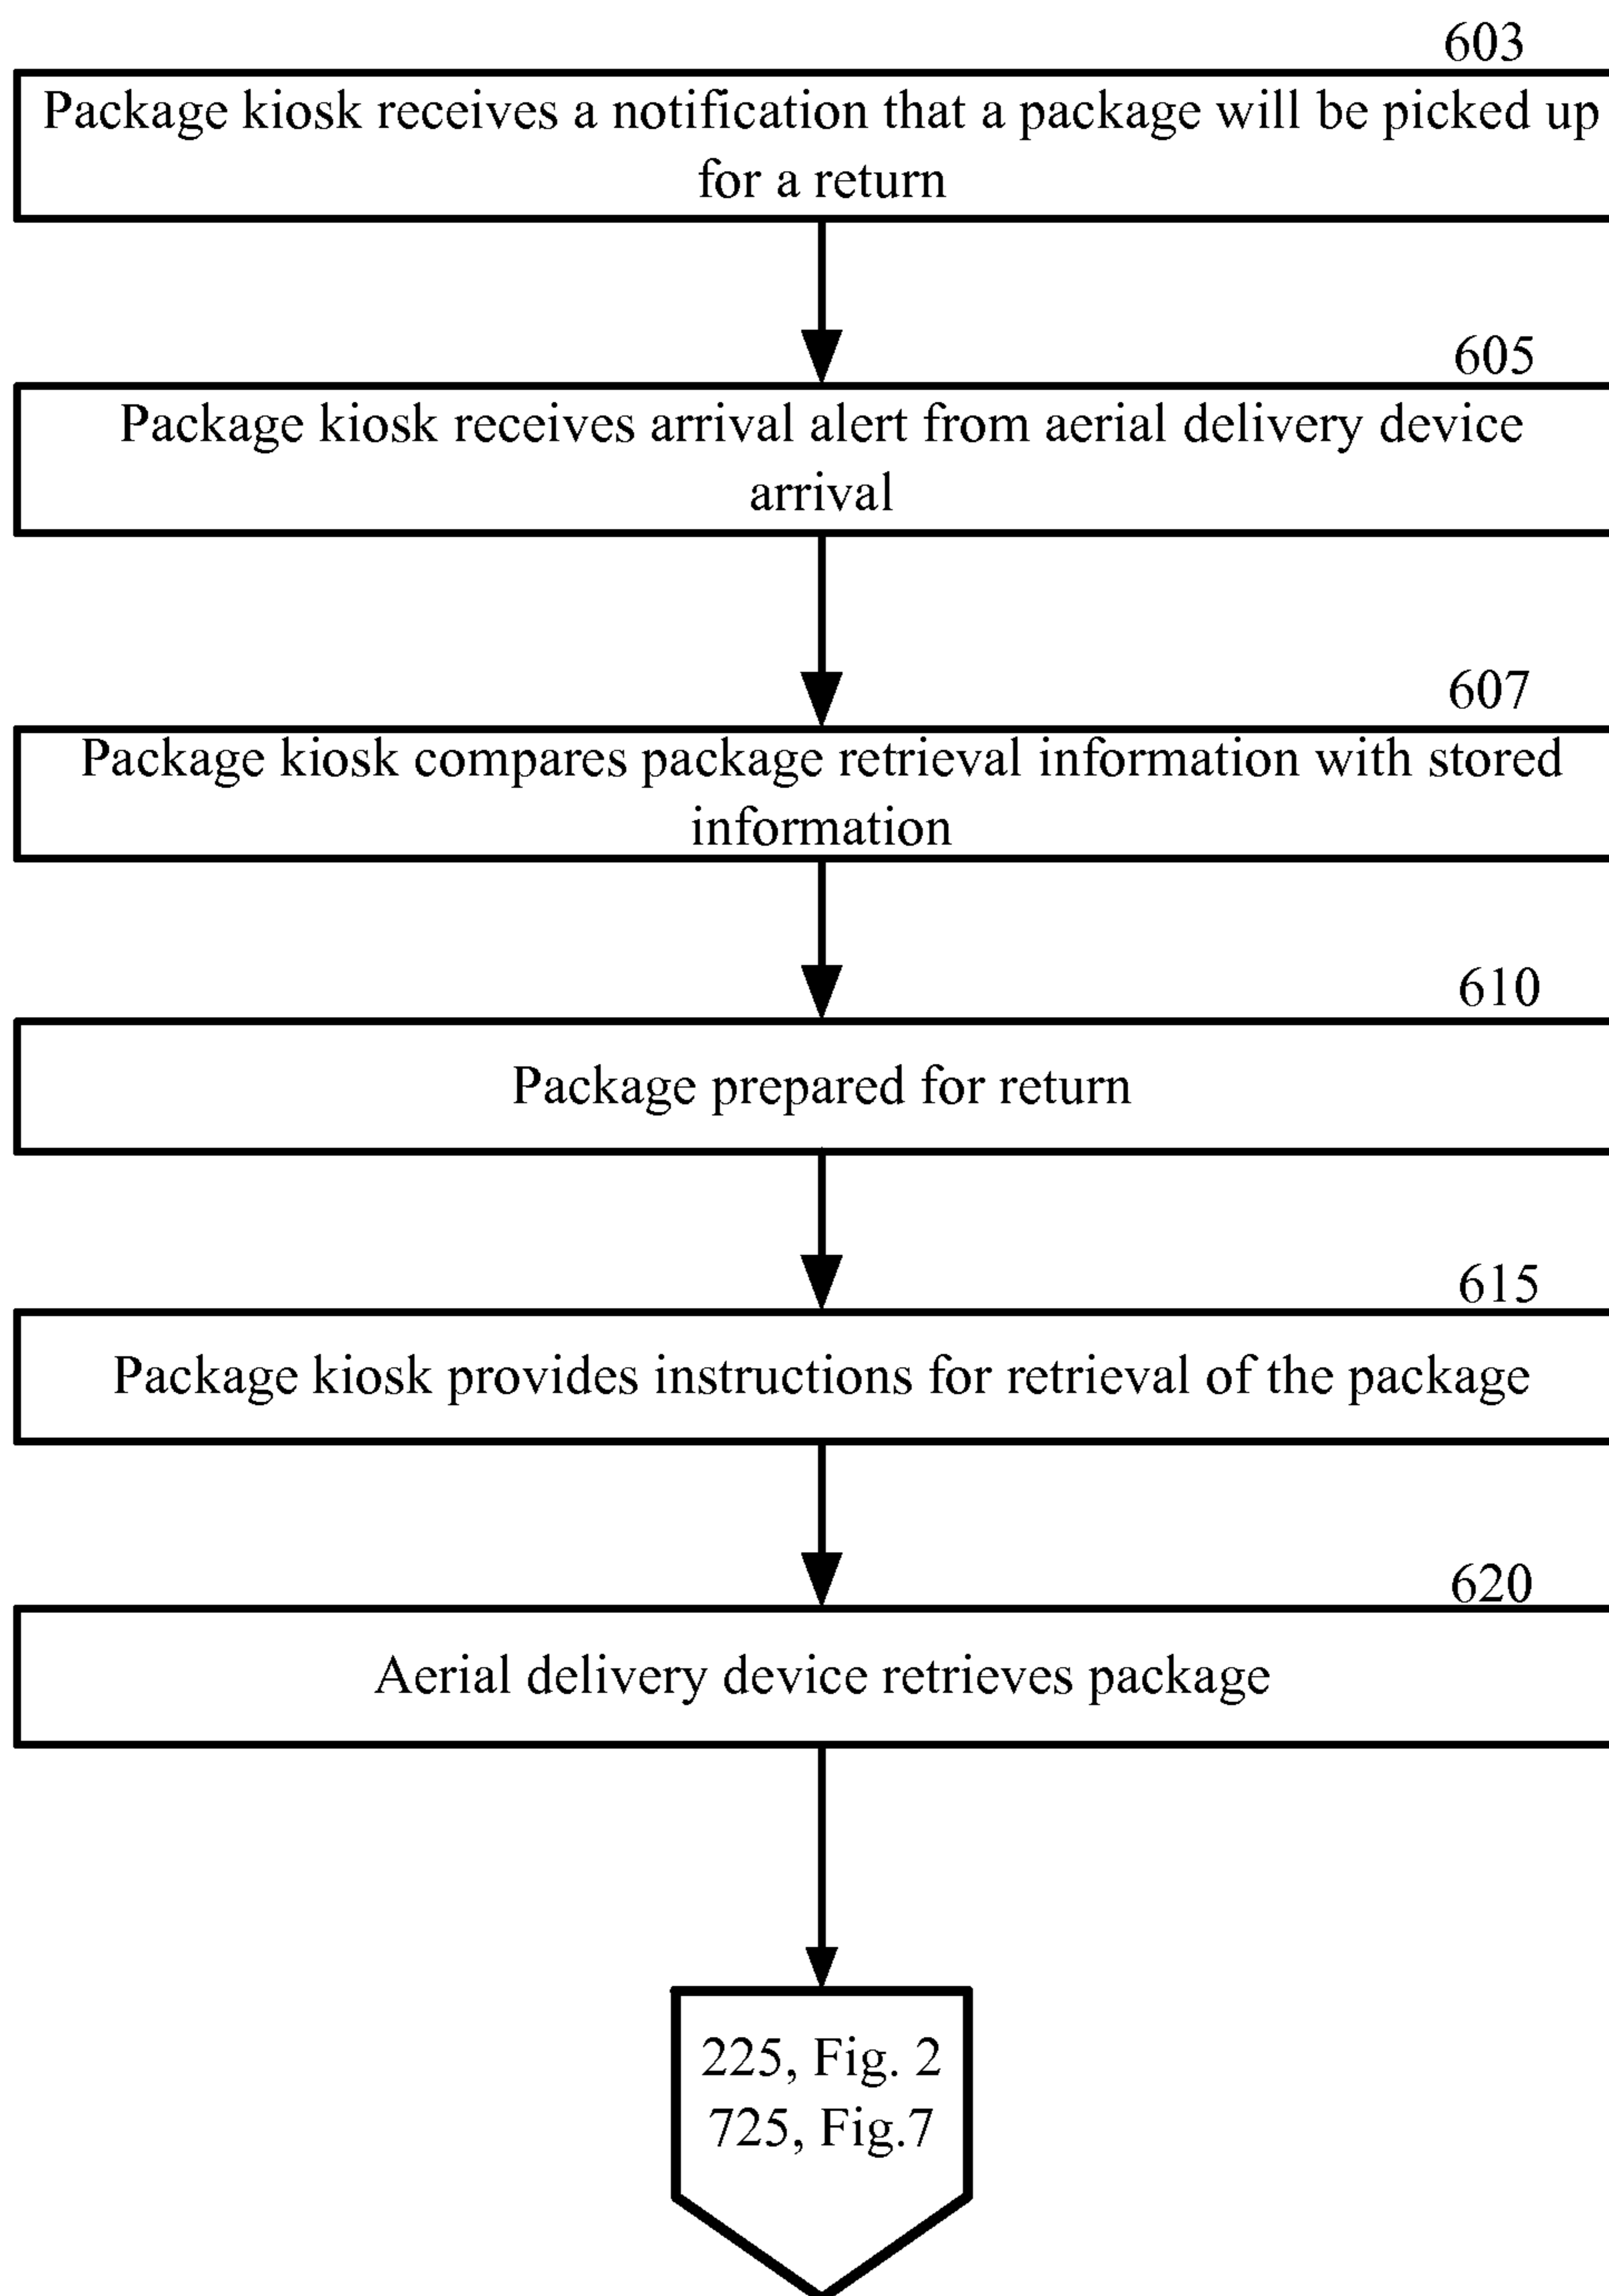 603
Package kiosk receives a notification that a package will be picked up
for a return
605
Package kiosk receives arrival alert from aerial delivery device
arrival
607
Package kiosk compares package retrieval information with stored
information
610
Package prepared for return
615
Package kiosk provides instructions for retrieval of the package
620
Aerial delivery device retrieves package
225, Fig. 2
725, Fig.7